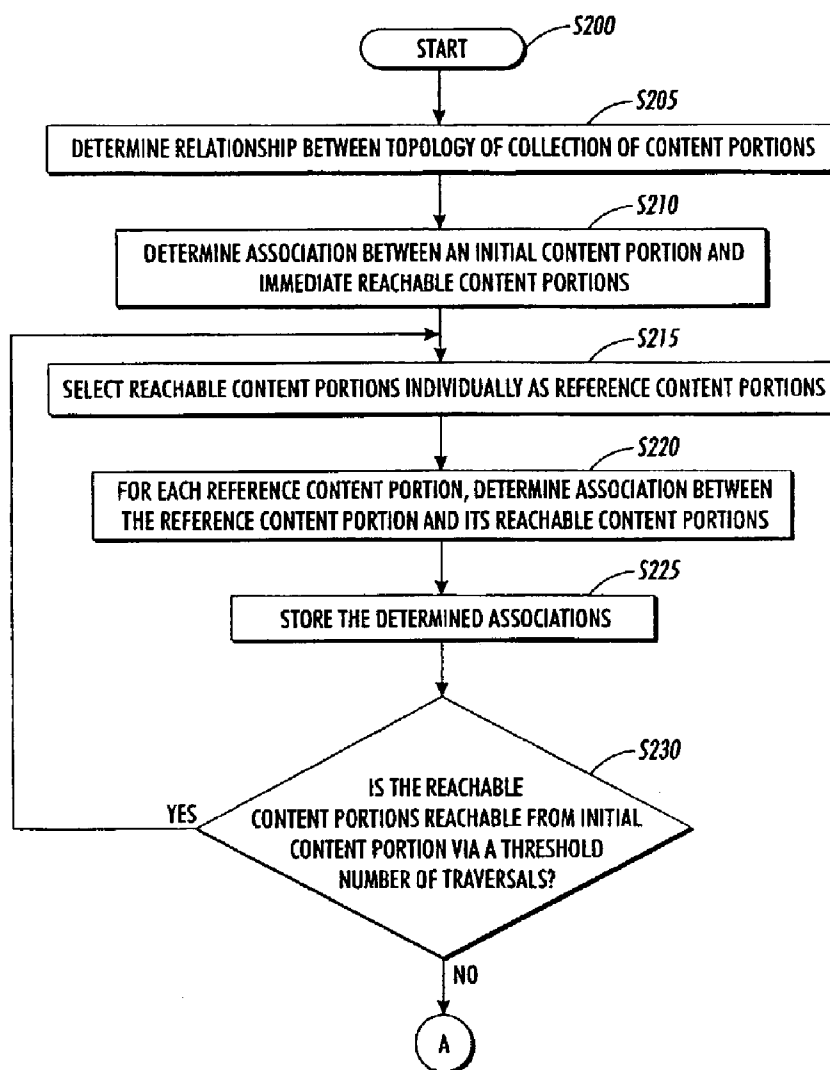 START
S200
S205
DETERMINE RELATIONSHIP BETWEEN TOPOLOGY OF COLLECTION OF CONTENT PORTIONS
S210
DETERMINE ASSOCIATION BETWEEN AN INITIAL CONTENT PORTION AND
IMMEDIATE REACHABLE CONTENT PORTIONS
S215
SELECT REACHABLE CONTENT PORTIONS INDIVIDUALLY AS REFERENCE CONTENT PORTIONS
S220
FOR EACH REFERENCE CONTENT PORTION, DETERMINE ASSOCIATION BETWEEN
THE REFERENCE CONTENT PORTION AND ITS REACHABLE CONTENT PORTIONS
S225
STORE THE DETERMINED ASSOCIATIONS
S230
IS THE REACHABLE
CONTENT PORTIONS REACHABLE FROM INITIAL
CONTENT PORTION VIA A THRESHOLD
NUMBER OF TRAVERSALS?
YES
NO
A